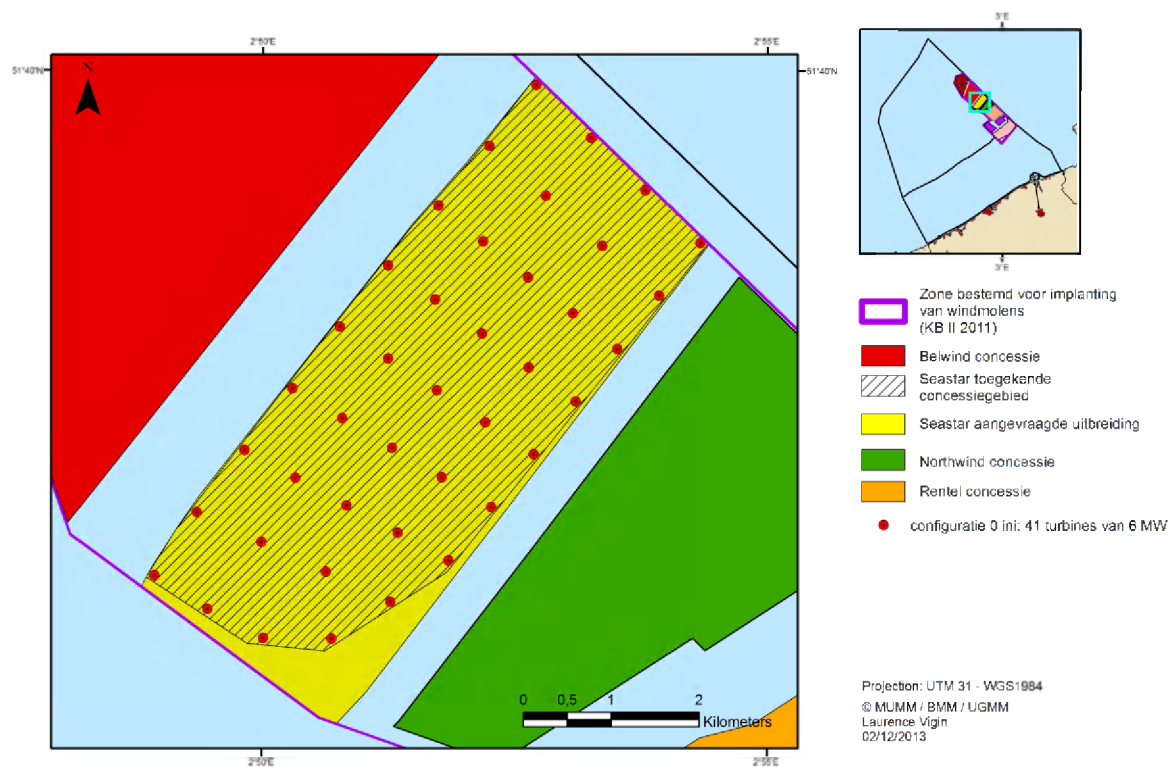 2°50'E
2°55'E
51°40'N
51°40'N
N
0 0,5 1 2
Kilometers
2°50'E
2°55'E
3°E
3°E
Zone bestemd voor implanting
van windmolens
(KB II 2011)
Belwind concessie
Seastar toegekende
concessiegebied
Seastar aangevraagde uitbreiding
Northwind concessie
Rentel concessie
configuratie 0 ini: 41 turbines van 6 MW
Projection: UTM 31 - WGS1984
© MUMM / BMM / UGMM
Laurence Vigin
02/12/2013